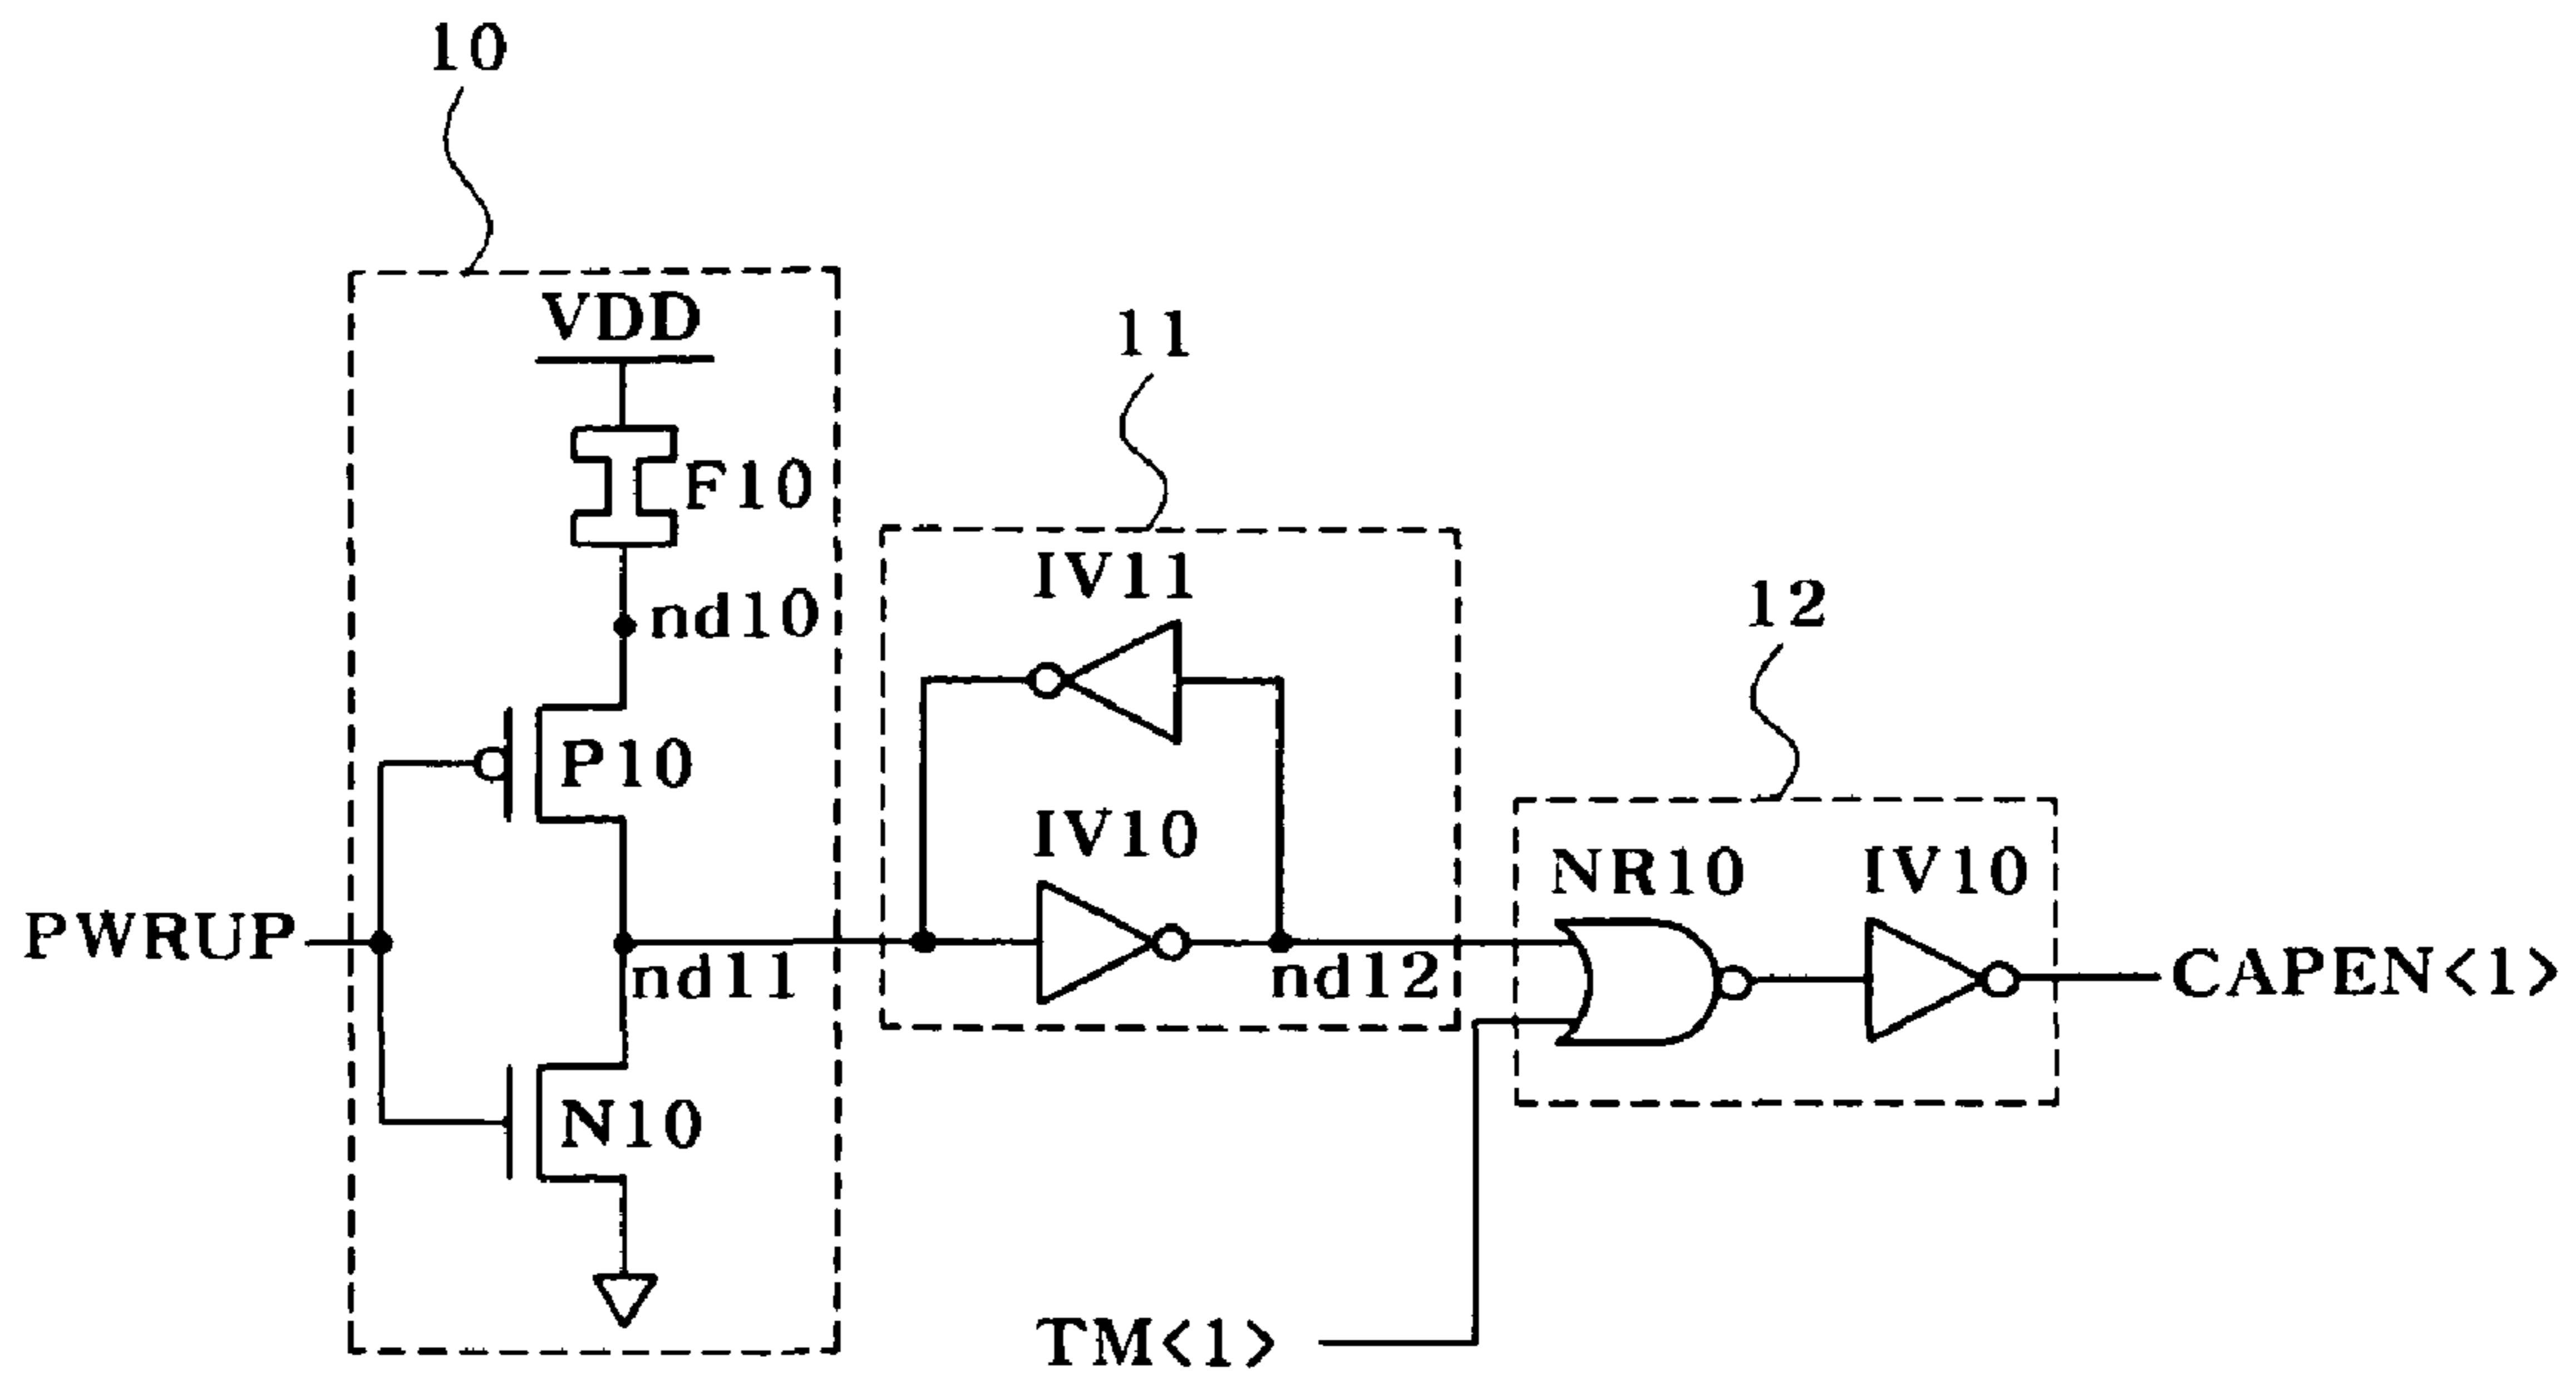 10
VDD
11
F10
IV11
nd10
12
P10
IV10
NR10
IV10
PWRUP
nd11
nd12
CAPEN<1>
N10
TM<1>